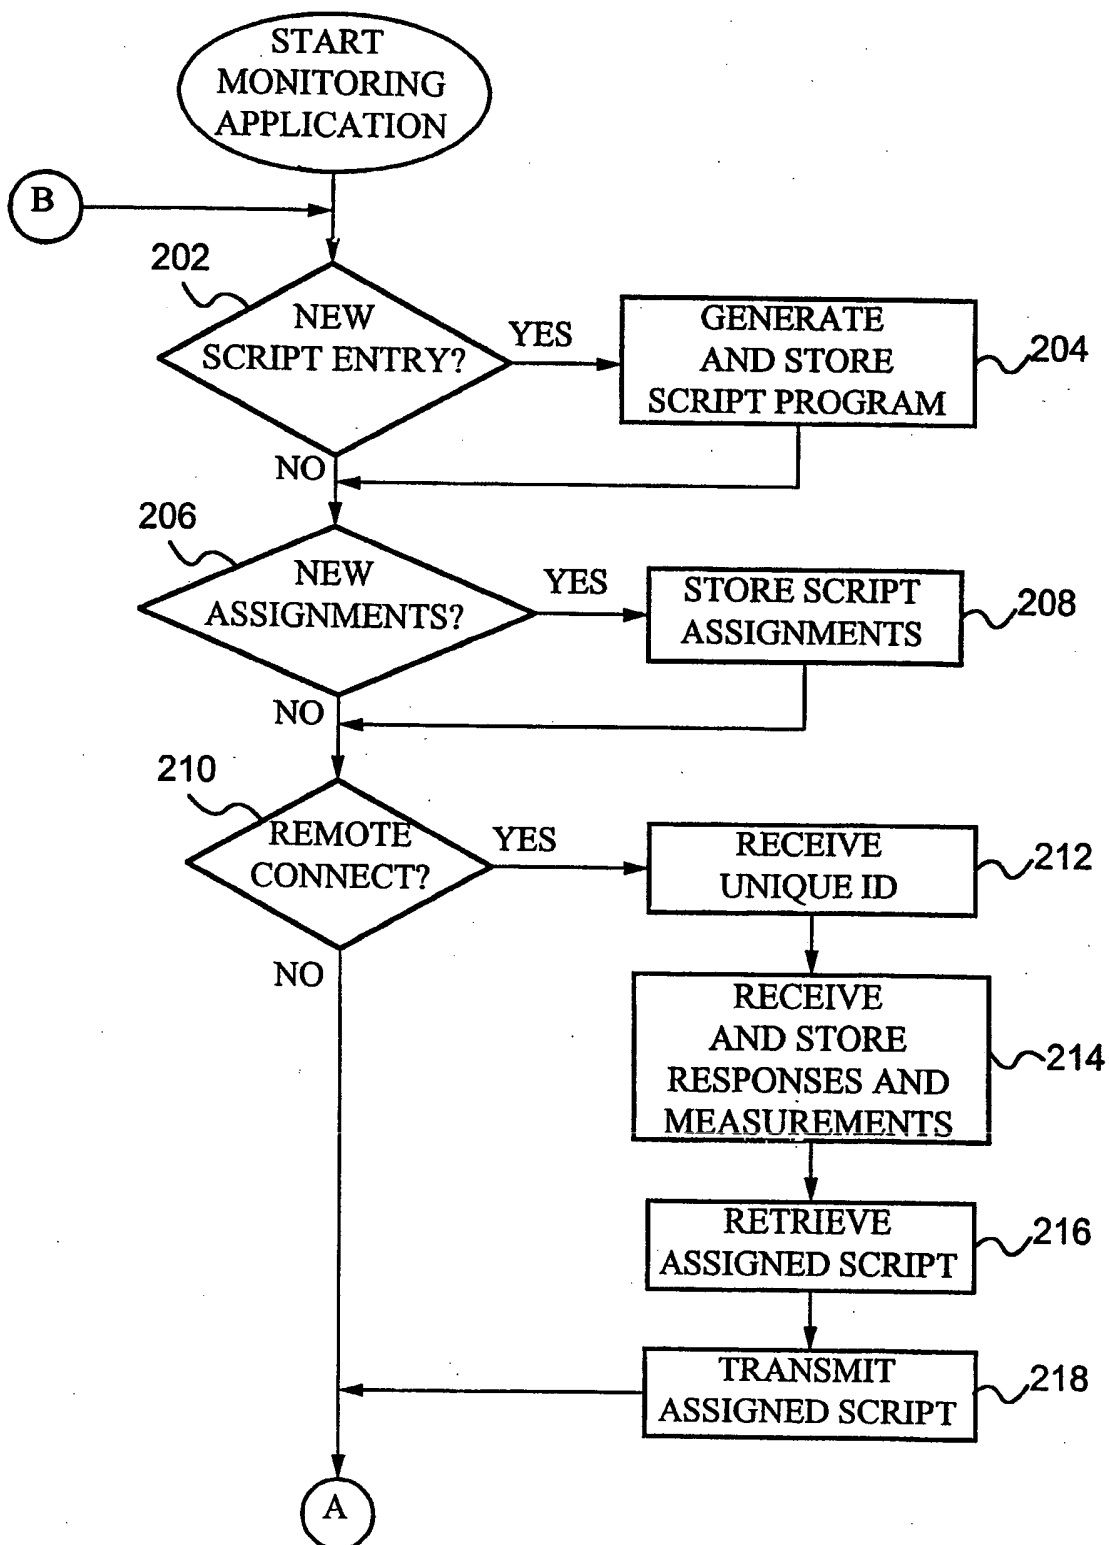 START
MONITORING
APPLICATION
B
202
NEW
SCRIPT ENTRY?
YES
GENERATE
AND STORE
SCRIPT PROGRAM
204
NO
206
NEW
ASSIGNMENTS?
YES
STORE SCRIPT
ASSIGNMENTS
208
NO
210
REMOTE
CONNECT?
YES
RECEIVE
UNIQUE ID
212
NO
RECEIVE
AND STORE
RESPONSES AND
MEASUREMENTS
214
RETRIEVE
ASSIGNED SCRIPT
216
TRANSMIT
ASSIGNED SCRIPT
218
A